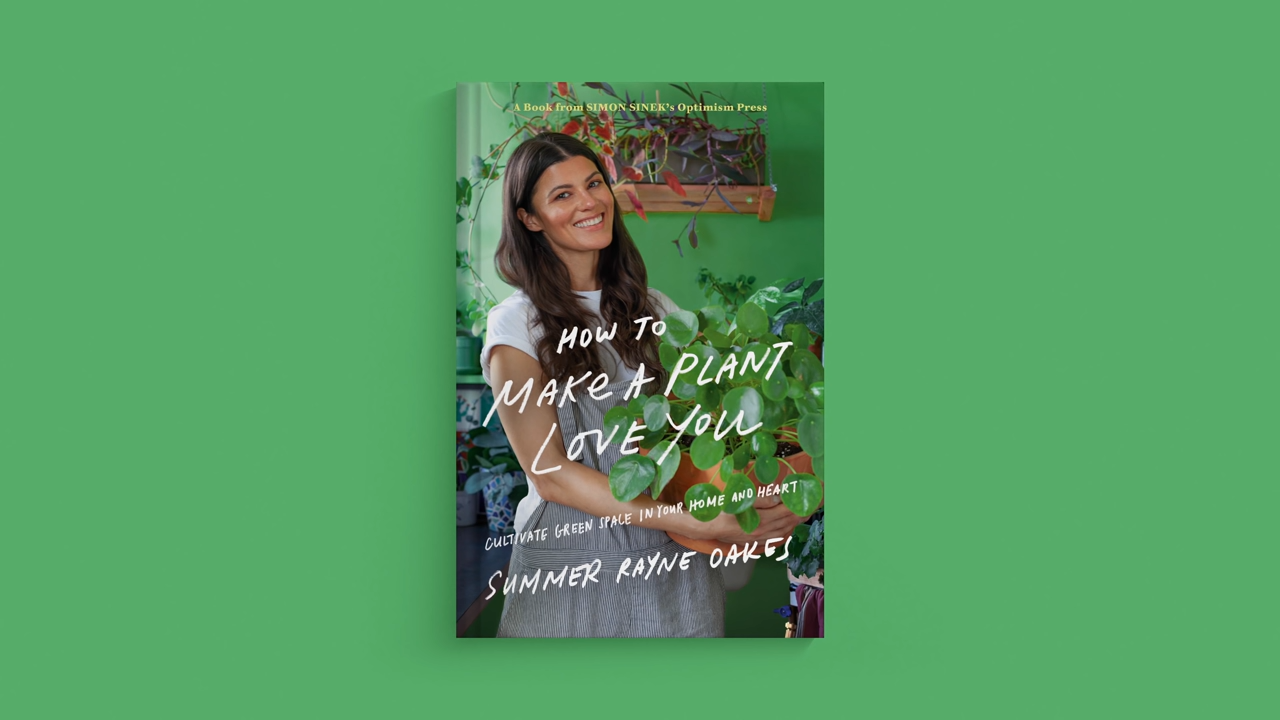 A Book from SIMON SINEK's Optimism Press
HOW TO
MAKE A PLANT
LOVE YOU
CULTIVATE GREEN SPACE IN YOUR HOME AND HEART
SUMMER RAYNE OAKES